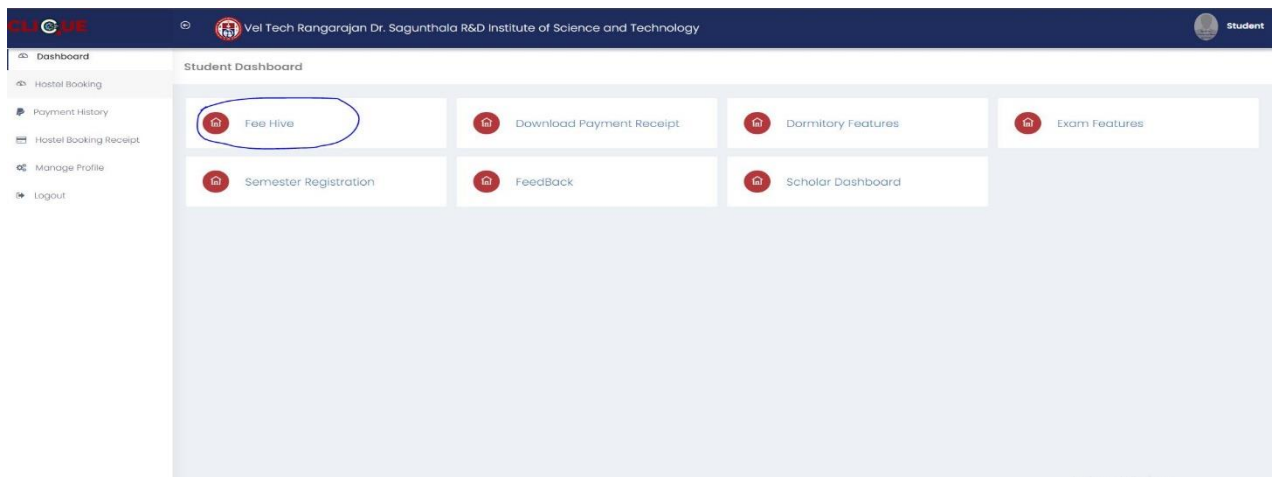 CLIQUE
Vel Tech Rangarajan Dr. Sagunthala R&D Institute of Science and Technology
Student
Dashboard
Hostel Booking
Payment History
Hostel Booking Receipt
Manage Profile
Logout
Student Dashboard
Fee Hive
Download Payment Receipt
Dormitory Features
Exam Features
Semester Registration
FeedBack
Scholar Dashboard